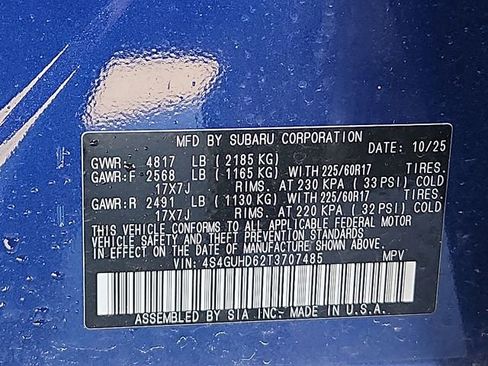 MFD BY SUBARU CORPORATION DATE: 10/25
GVWR: 4817 LB ( 2185 KG)
GAWR:F 2568 LB ( 1165 KG) WITH 225/60R17 TIRES.
17X7J RIMS. AT 230 KPA ( 33 PSI) COLD
GAWR:R 2491 LB ( 1130 KG) WITH 225/60R17 TIRES.
17X7J RIMS. AT 220 KPA ( 32 PSI) COLD
THIS VEHICLE CONFORMS TO ALL APPLICABLE FEDERAL MOTOR
VEHICLE SAFETY AND THEFT PREVENTION STANDARDS
IN EFFECT ON THE DATE OF MANUFACTURE SHOWN ABOVE.
VIN: 4S4GUHD62T3707485 MPV
ASSEMBLED BY SIA INC- MADE IN U.S.A.